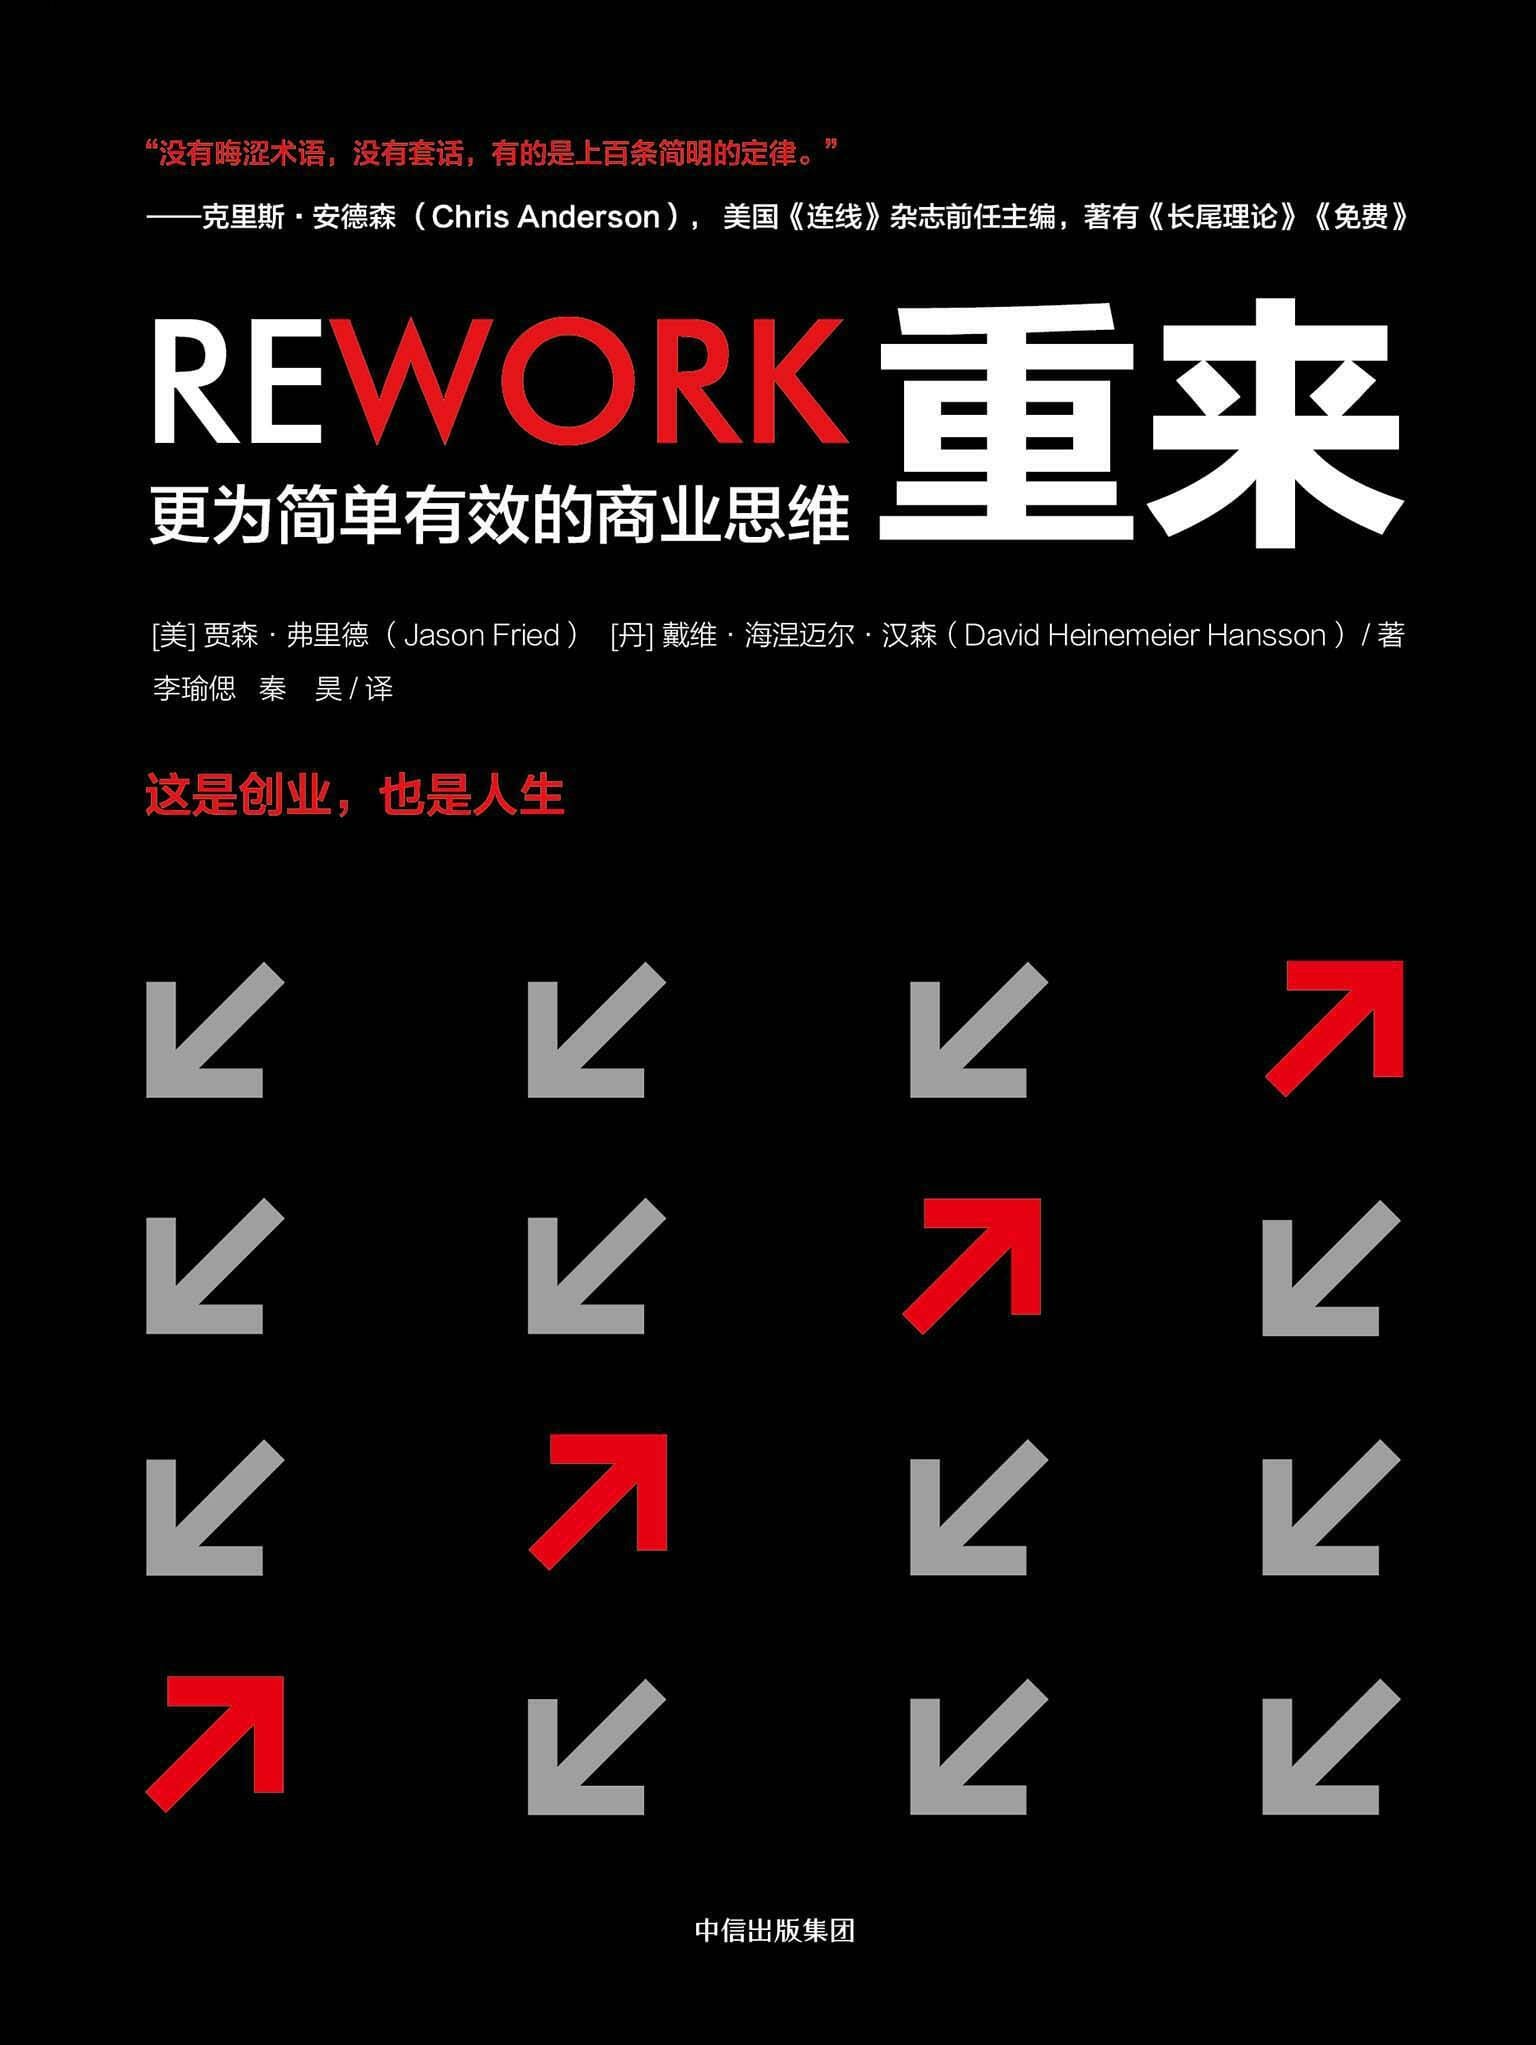 “没有晦涩术语，没有套话，有的是上百条简明的定律。”
——克里斯·安德森（Chris Anderson），美国《连线》杂志前任主编，著有《长尾理论》《免费》
REWORK 重来
更为简单有效的商业思维
[美] 贾森·弗里德（Jason Fried） [丹] 戴维·海涅迈尔·汉森（David Heinemeier Hansson）/ 著
李瑜偲 秦 昊 / 译
这是创业，也是人生
中信出版集团